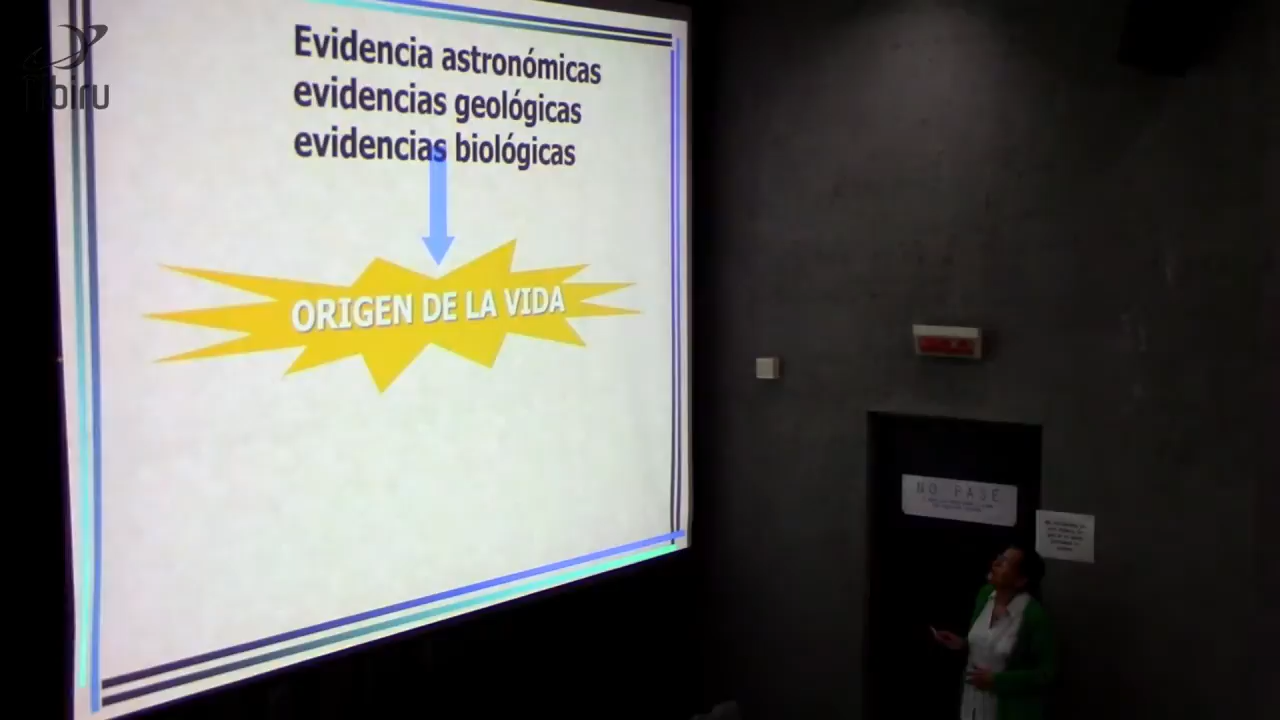 Evidencia astronómicas
evidencias geológicas
evidencias biológicas
ORIGEN DE LA VIDA
NO PASE